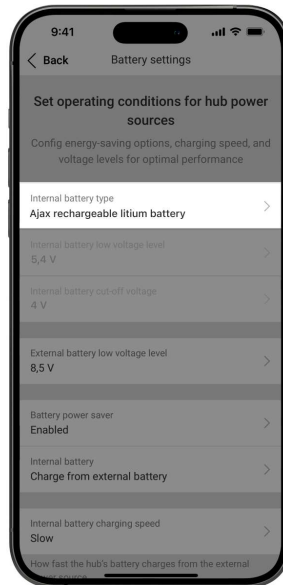 9:41
Back Battery settings
Set operating conditions for hub power
sources
Config energy-saving options, charging speed, and
voltage levels for optimal performance
Internal battery type
Ajax rechargeable litium battery
Internal battery low voltage level
5,4 V
Internal battery cut-off voltage
4 V
External battery low voltage level
8,5 V
Battery power saver
Enabled
Internal battery
Charge from external battery
Internal battery charging speed
Slow
How fast the hub's battery charges from the external
power source